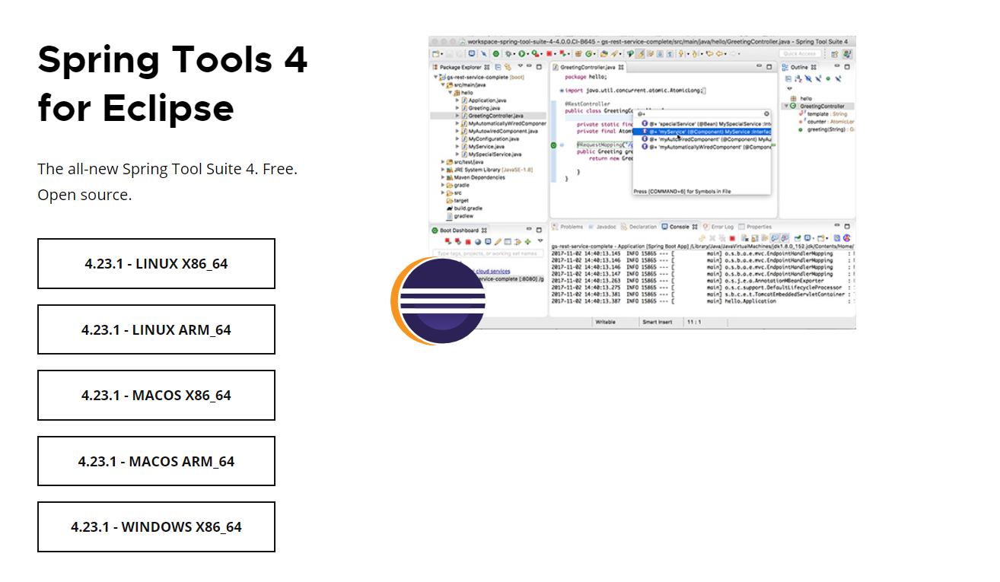 Spring Tools 4
for Eclipse
The all-new Spring Tool Suite 4. Free.
Open source.
4.23.1 - LINUX X86_64
4.23.1 - LINUX ARM_64
4.23.1 - MACOS X86_64
4.23.1 - MACOS ARM_64
4.23.1 - WINDOWS X86_64
workspace-spring-tool-suite-4-4.0.0.CI-B645 - gs-rest-service-complete/src/main/java/hello/GreetingController.java - Spring Tool Suite 4
Quick Access
Package Explorer
gs-rest-service-complete [boot]
src/main/java
hello
Application.java
Greeting.java
GreetingController.java
MyAutomaticallyWiredComponer
MyAutowiredComponent.java
MyConfiguration.java
MyService.java
MySpecialService.java
src/test/java
JRE System Library [JavaSE-1.8]
Maven Dependencies
gradle
src
target
build.gradle
gradlew
GreetingController.java
package hello;
import java.util.concurrent.atomic.AtomicLong;
@RestController
public class Greeting
private static fin
private final Atom
@RequestMapping("/g
public Greeting gre
return new Gree
}
}
@+
@+ 'specialService' (@Bean) MySpecialService :Int
@+ 'myService' (@Component) MyService :Interfac
@+ 'myAutowiredComponent' (@Component) MyAu
@+ 'myAutomaticallyWiredComponent' (@Compone
Press [COMMAND+6] for Symbols in File
Outline
hello
GreetingController
template : String
counter : AtomicLor
greeting(String) : G
Boot Dashboard
Type tags, projects, or working set names
cloud services
rvice-complete [:8080] /g
Problems
Javadoc
Declaration
Console
Error Log
Properties
gs-rest-service-complete - Application [Spring Boot App] /Library/Java/JavaVirtualMachines/jdk1.8.0_152.jdk/Contents/Home/
2017-11-02 14:40:13.145 INFO 15865 --- [ main] o.s.b.a.e.mvc.EndpointHandlerMapping :
2017-11-02 14:40:13.146 INFO 15865 --- [ main] o.s.b.a.e.mvc.EndpointHandlerMapping :
2017-11-02 14:40:13.146 INFO 15865 --- [ main] o.s.b.a.e.mvc.EndpointHandlerMapping :
2017-11-02 14:40:13.147 INFO 15865 --- [ main] o.s.b.a.e.mvc.EndpointHandlerMapping :
2017-11-02 14:40:13.263 INFO 15865 --- [ main] o.s.j.e.a.AnnotationMBeanExporter :
2017-11-02 14:40:13.275 INFO 15865 --- [ main] o.s.c.support.DefaultLifecycleProcessor :
2017-11-02 14:40:13.381 INFO 15865 --- [ main] s.b.c.e.t.TomcatEmbeddedServletContainer :
2017-11-02 14:40:13.387 INFO 15865 --- [ main] hello.Application :
Writable
Smart Insert
11 : 1